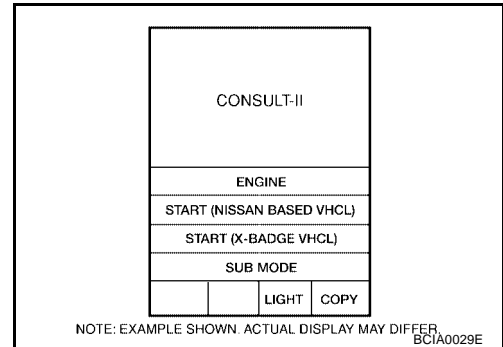 CONSULT-II
ENGINE
START (NISSAN BASED VHCL)
START (X-BADGE VHCL)
SUB MODE
LIGHT COPY
NOTE: EXAMPLE SHOWN. ACTUAL DISPLAY MAY DIFFER.
BCIA0029E